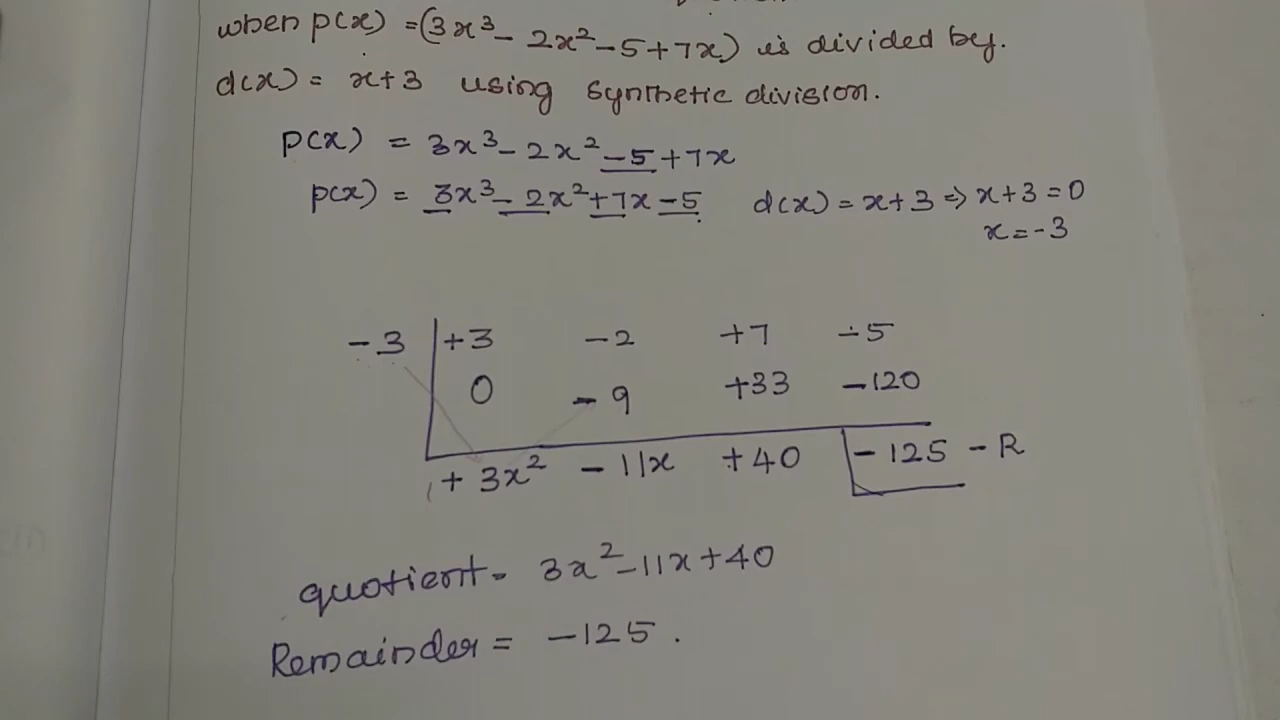 when p(x) = (3x³ - 2x² - 5 + 7x) is divided by.
d(x) = x+3 using synthetic division.
p(x) = 3x³ - 2x² - 5 + 7x
p(x) = 3x³ - 2x² + 7x - 5 d(x) = x+3 => x+3 = 0
x = -3
-3 +3 -2 +7 -5
0 -9 +33 -120
+3x² -11x +40 -125 - R
quotient = 3x² - 11x + 40
Remainder = -125.